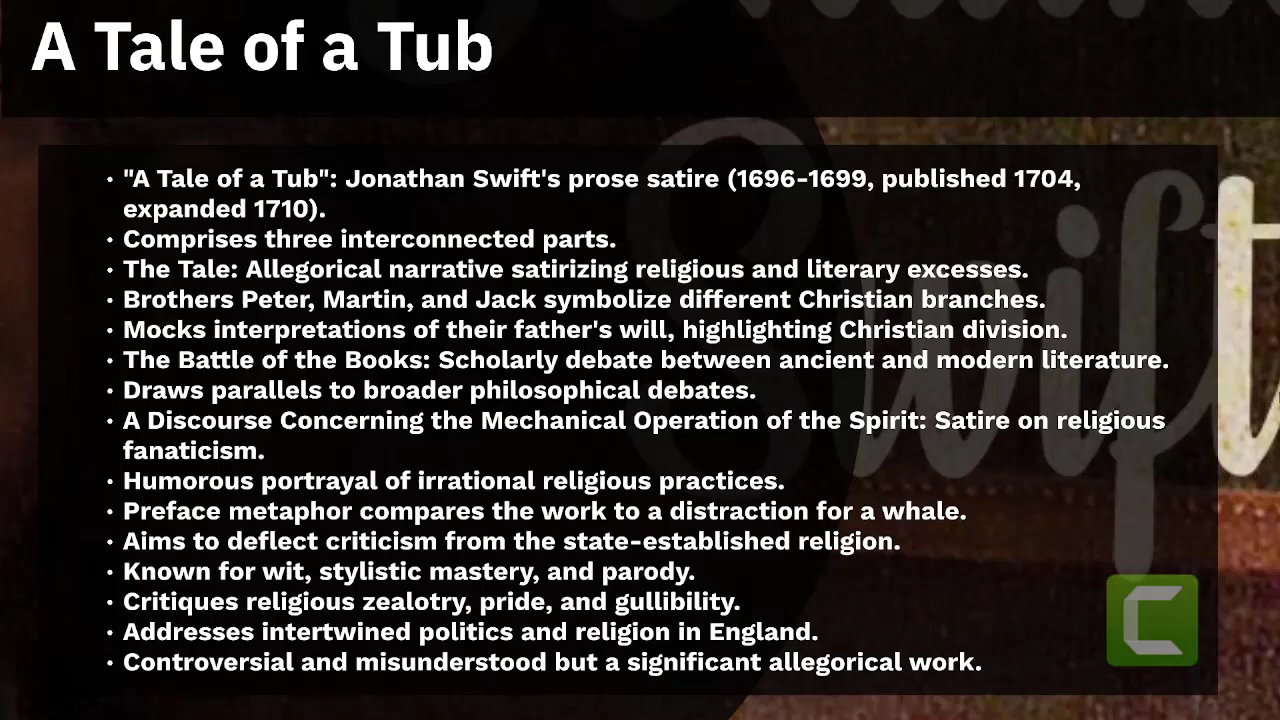 A Tale of a Tub
• "A Tale of a Tub": Jonathan Swift's prose satire (1696-1699, published 1704,
expanded 1710).
• Comprises three interconnected parts.
• The Tale: Allegorical narrative satirizing religious and literary excesses.
• Brothers Peter, Martin, and Jack symbolize different Christian branches.
• Mocks interpretations of their father's will, highlighting Christian division.
• The Battle of the Books: Scholarly debate between ancient and modern literature.
• Draws parallels to broader philosophical debates.
• A Discourse Concerning the Mechanical Operation of the Spirit: Satire on religious
fanaticism.
• Humorous portrayal of irrational religious practices.
• Preface metaphor compares the work to a distraction for a whale.
• Aims to deflect criticism from the state-established religion.
• Known for wit, stylistic mastery, and parody.
• Critiques religious zealotry, pride, and gullibility.
• Addresses intertwined politics and religion in England.
• Controversial and misunderstood but a significant allegorical work.
Swift
C